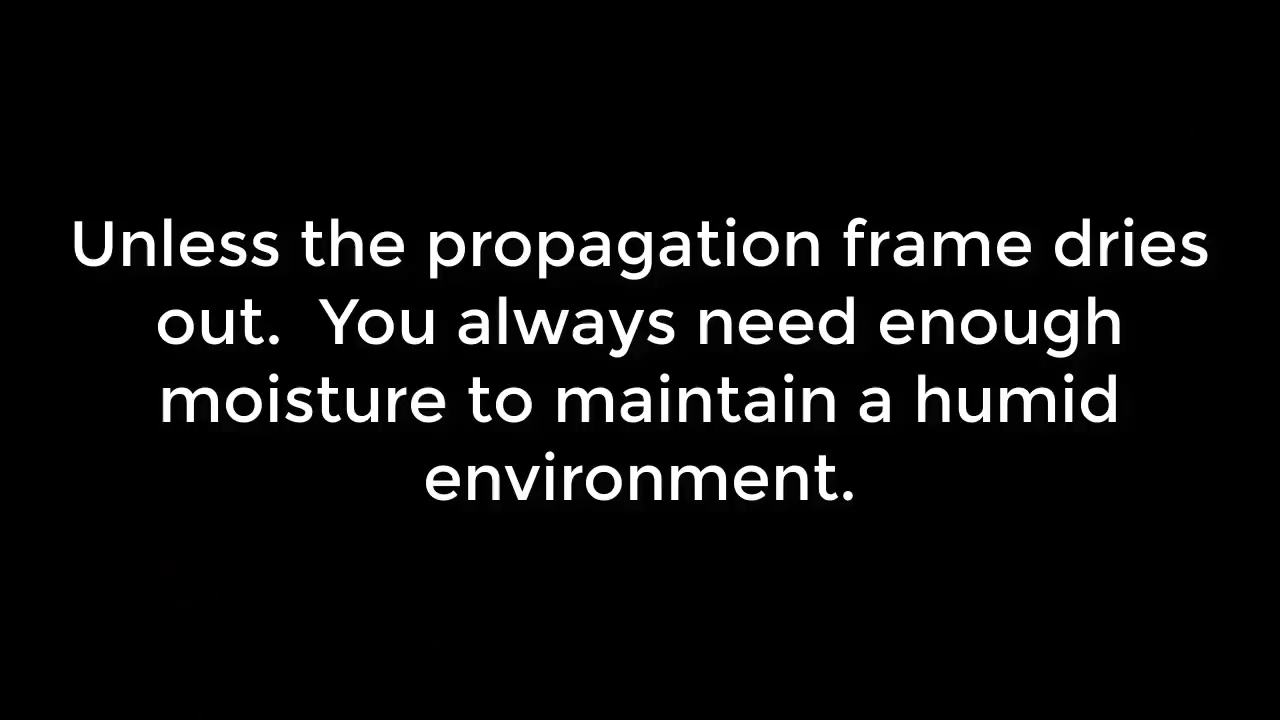 Unless the propagation frame dries
out.  You always need enough
moisture to maintain a humid
environment.